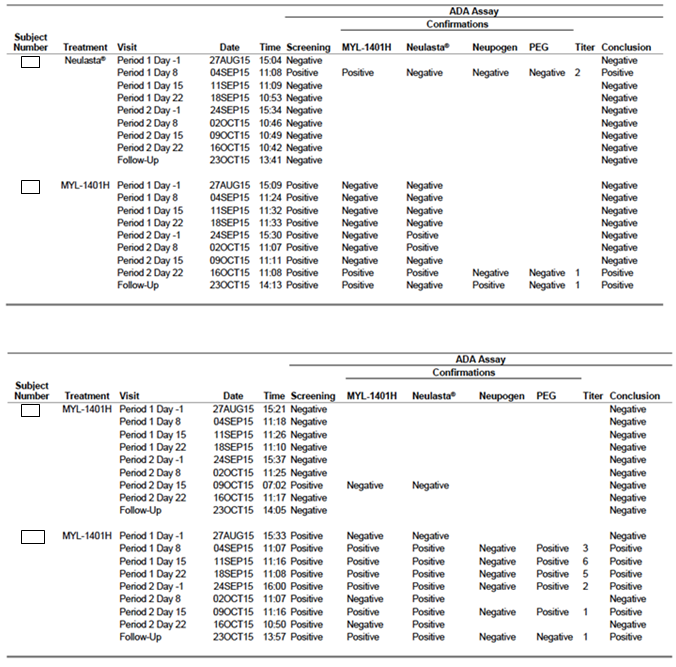 ADA Assay
Confirmations
Subject Number Treatment Visit Date Time Screening MYL-1401H Neulasta® Neupogen PEG Titer Conclusion
Neulasta® Period 1 Day -1 27AUG15 15:04 Negative Negative
Period 1 Day 8 04SEP15 11:08 Positive Positive Negative Negative Negative 2 Positive
Period 1 Day 15 11SEP15 11:09 Negative Negative
Period 1 Day 22 18SEP15 10:53 Negative Negative
Period 2 Day -1 24SEP15 15:34 Negative Negative
Period 2 Day 8 02OCT15 10:46 Negative Negative
Period 2 Day 15 09OCT15 10:49 Negative Negative
Period 2 Day 22 16OCT15 10:42 Negative Negative
Follow-Up 23OCT15 13:41 Negative Negative
MYL-1401H Period 1 Day -1 27AUG15 15:09 Positive Negative Negative Negative
Period 1 Day 8 04SEP15 11:24 Positive Negative Negative Negative
Period 1 Day 15 11SEP15 11:32 Positive Negative Negative Negative
Period 1 Day 22 18SEP15 11:33 Positive Negative Negative Negative
Period 2 Day -1 24SEP15 15:30 Positive Negative Positive Negative
Period 2 Day 8 02OCT15 11:07 Positive Negative Positive Negative
Period 2 Day 15 09OCT15 11:11 Positive Negative Negative Negative
Period 2 Day 22 16OCT15 11:08 Positive Positive Positive Negative Negative 1 Positive
Follow-Up 23OCT15 14:13 Positive Positive Negative Positive Negative 1 Positive
ADA Assay
Confirmations
Subject Number Treatment Visit Date Time Screening MYL-1401H Neulasta® Neupogen PEG Titer Conclusion
MYL-1401H Period 1 Day -1 27AUG15 15:21 Negative Negative
Period 1 Day 8 04SEP15 11:18 Negative Negative
Period 1 Day 15 11SEP15 11:26 Negative Negative
Period 1 Day 22 18SEP15 11:10 Negative Negative
Period 2 Day -1 24SEP15 15:37 Negative Negative
Period 2 Day 8 02OCT15 11:25 Negative Negative
Period 2 Day 15 09OCT15 07:02 Positive Negative Negative Negative
Period 2 Day 22 16OCT15 11:17 Negative Negative
Follow-Up 23OCT15 14:05 Negative Negative
MYL-1401H Period 1 Day -1 27AUG15 15:33 Positive Negative Negative Negative
Period 1 Day 8 04SEP15 11:07 Positive Positive Positive Negative Positive 3 Positive
Period 1 Day 15 11SEP15 11:16 Positive Positive Positive Negative Positive 6 Positive
Period 1 Day 22 18SEP15 11:08 Positive Positive Positive Negative Positive 5 Positive
Period 2 Day -1 24SEP15 16:00 Positive Positive Positive Negative Positive 2 Positive
Period 2 Day 8 02OCT15 11:07 Positive Negative Positive Negative
Period 2 Day 15 09OCT15 11:16 Positive Positive Positive Negative Positive 1 Positive
Period 2 Day 22 16OCT15 10:50 Positive Negative Positive Negative
Follow-Up 23OCT15 13:57 Positive Positive Positive Negative Negative 1 Positive